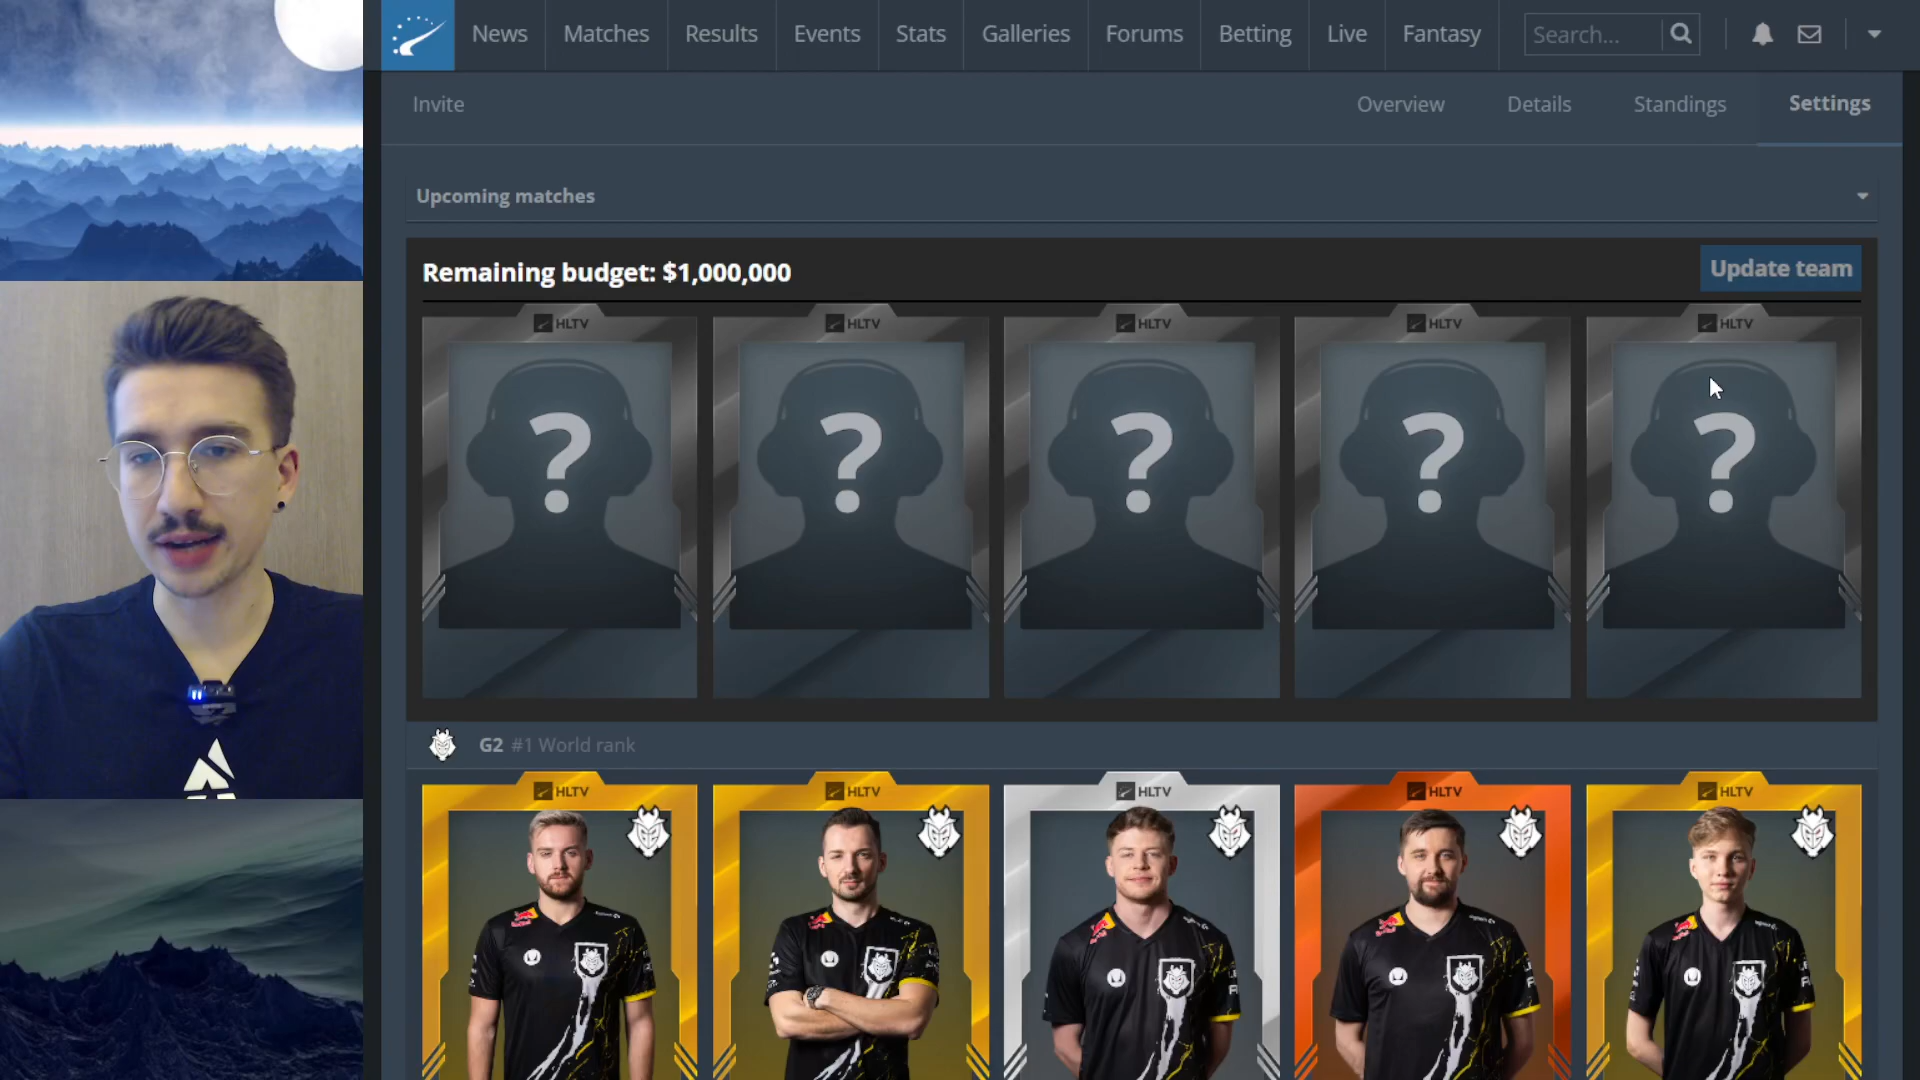 News Matches Results Events Stats Galleries Forums Betting Live Fantasy Search...
Invite Overview Details Standings Settings
Upcoming matches
Remaining budget: $1,000,000 Update team
HLTV HLTV HLTV HLTV HLTV
? ? ? ? ?
G2 #1 World rank
HLTV HLTV HLTV HLTV HLTV